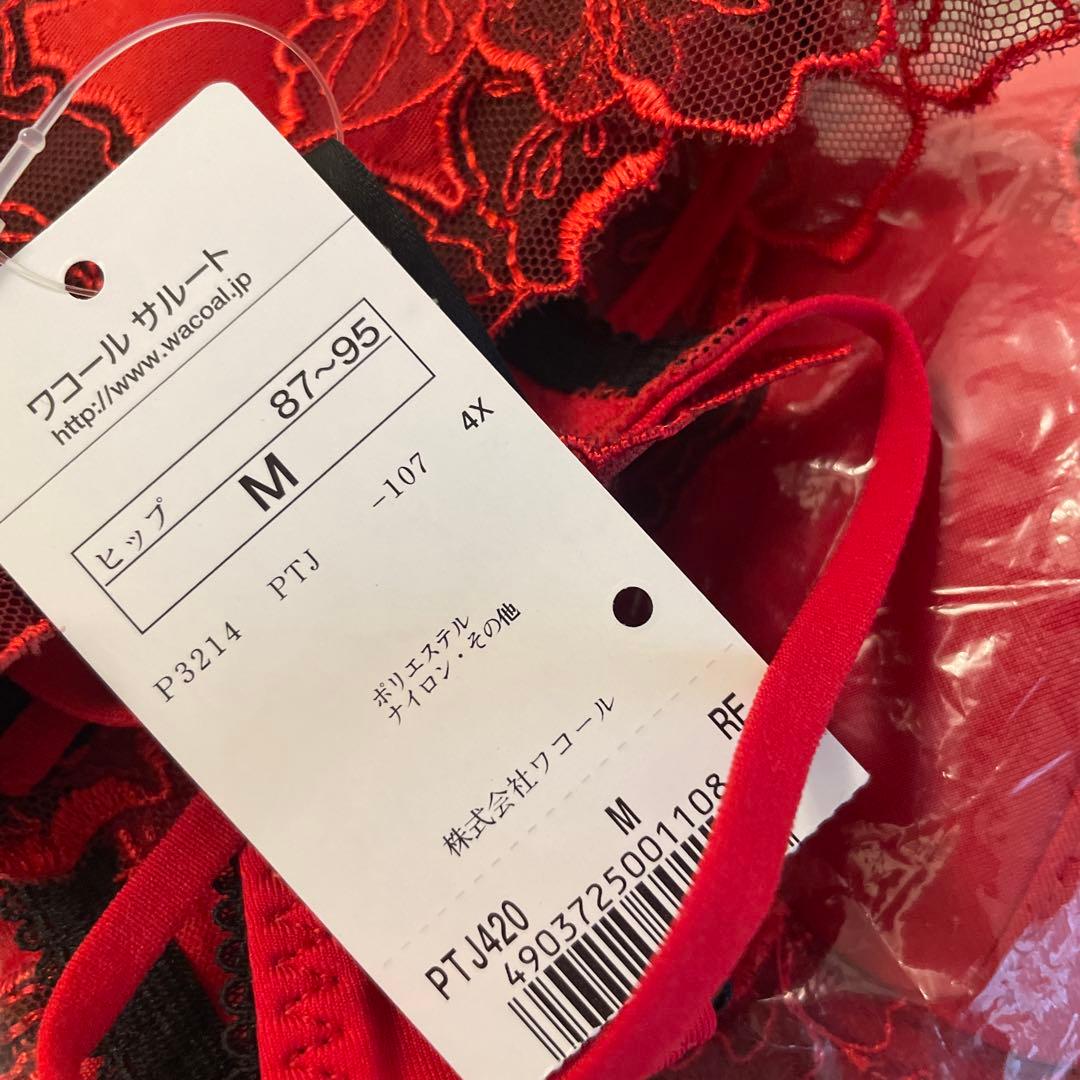 ワコール サルート
http://www.wacoal.jp
ヒップ 87~95
M
P3214 PTJ -107 4X
ポリエステル
ナイロン・その他
株式会社ワコール
PTJ420 M
4903725001108